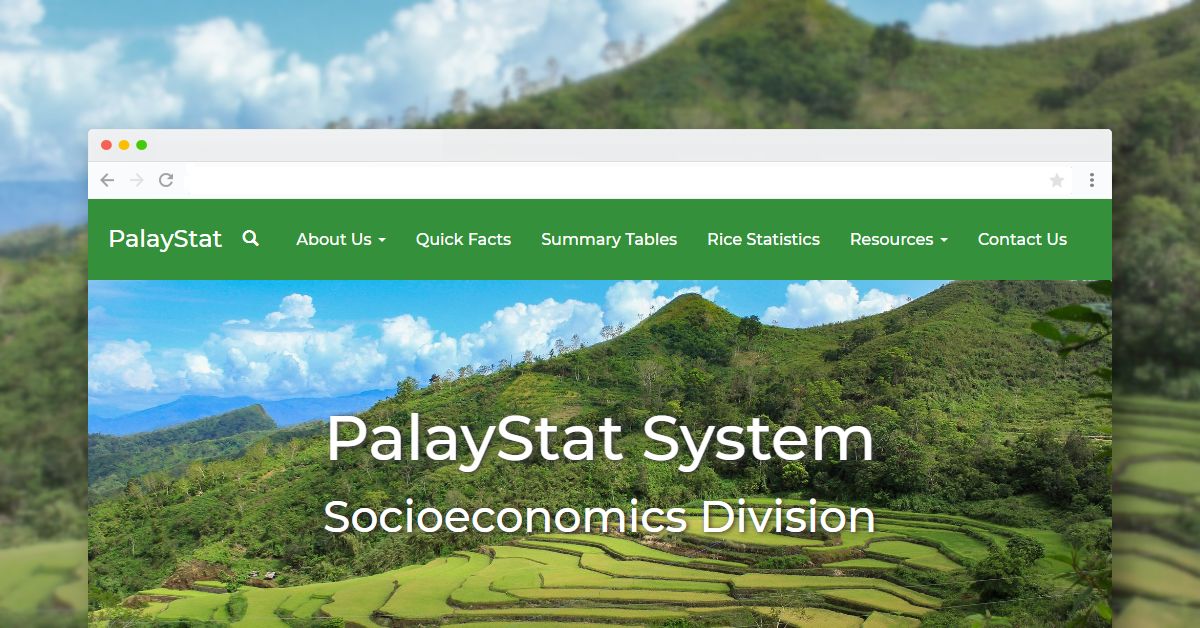 PalayStat About Us Quick Facts Summary Tables Rice Statistics Resources Contact Us
PalayStat System
Socioeconomics Division